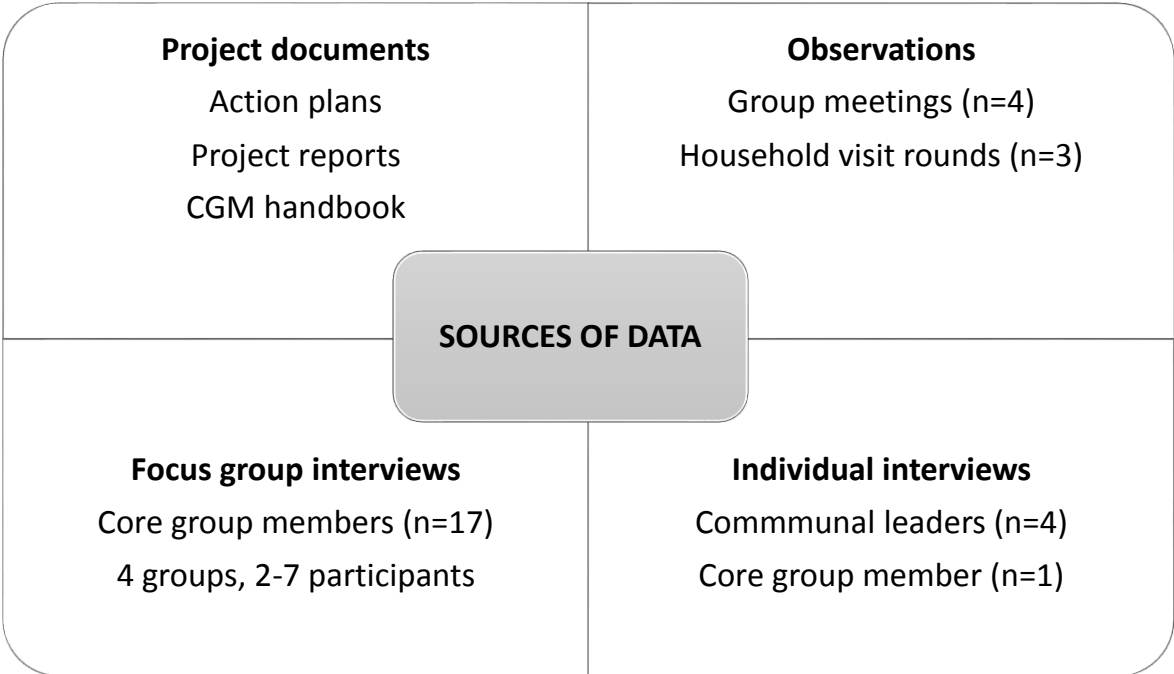 Project documents
Action plans
Project reports
CGM handbook
Observations
Group meetings (n=4)
Household visit rounds (n=3)
SOURCES OF DATA
Focus group interviews
Core group members (n=17)
4 groups, 2-7 participants
Individual interviews
Commmunal leaders (n=4)
Core group member (n=1)